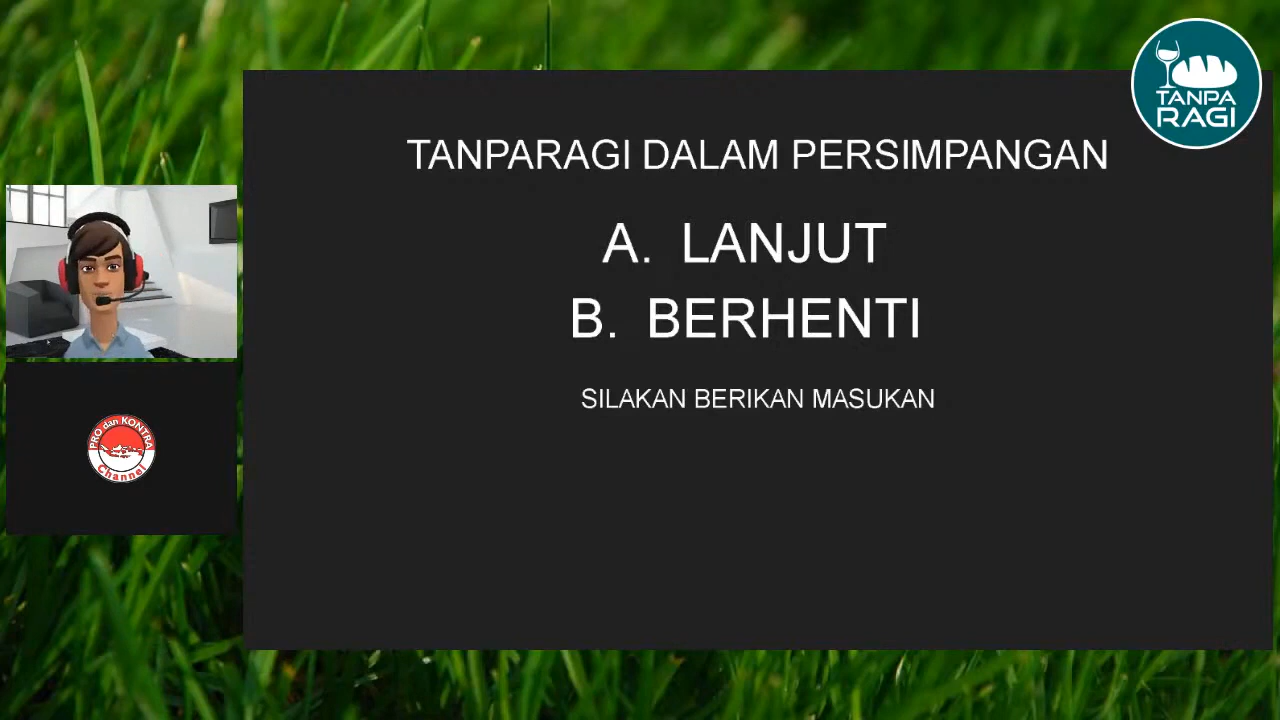 TANPA
RAGI
TANPARAGI DALAM PERSIMPANGAN
A. LANJUT
B. BERHENTI
SILAKAN BERIKAN MASUKAN
PRO dan KONTRA
Channel